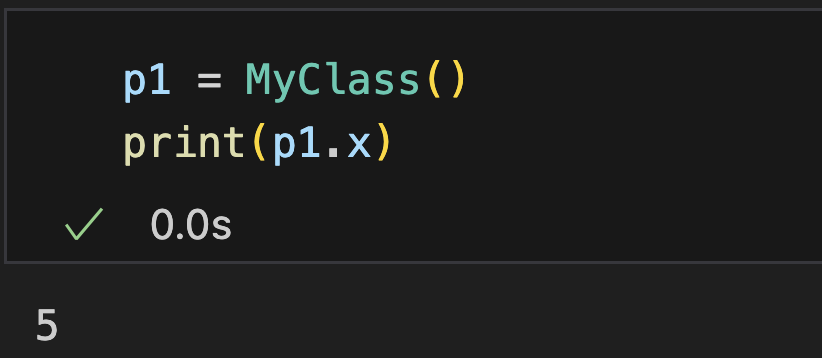 p1 = MyClass()
print(p1.x)
0.0s
5